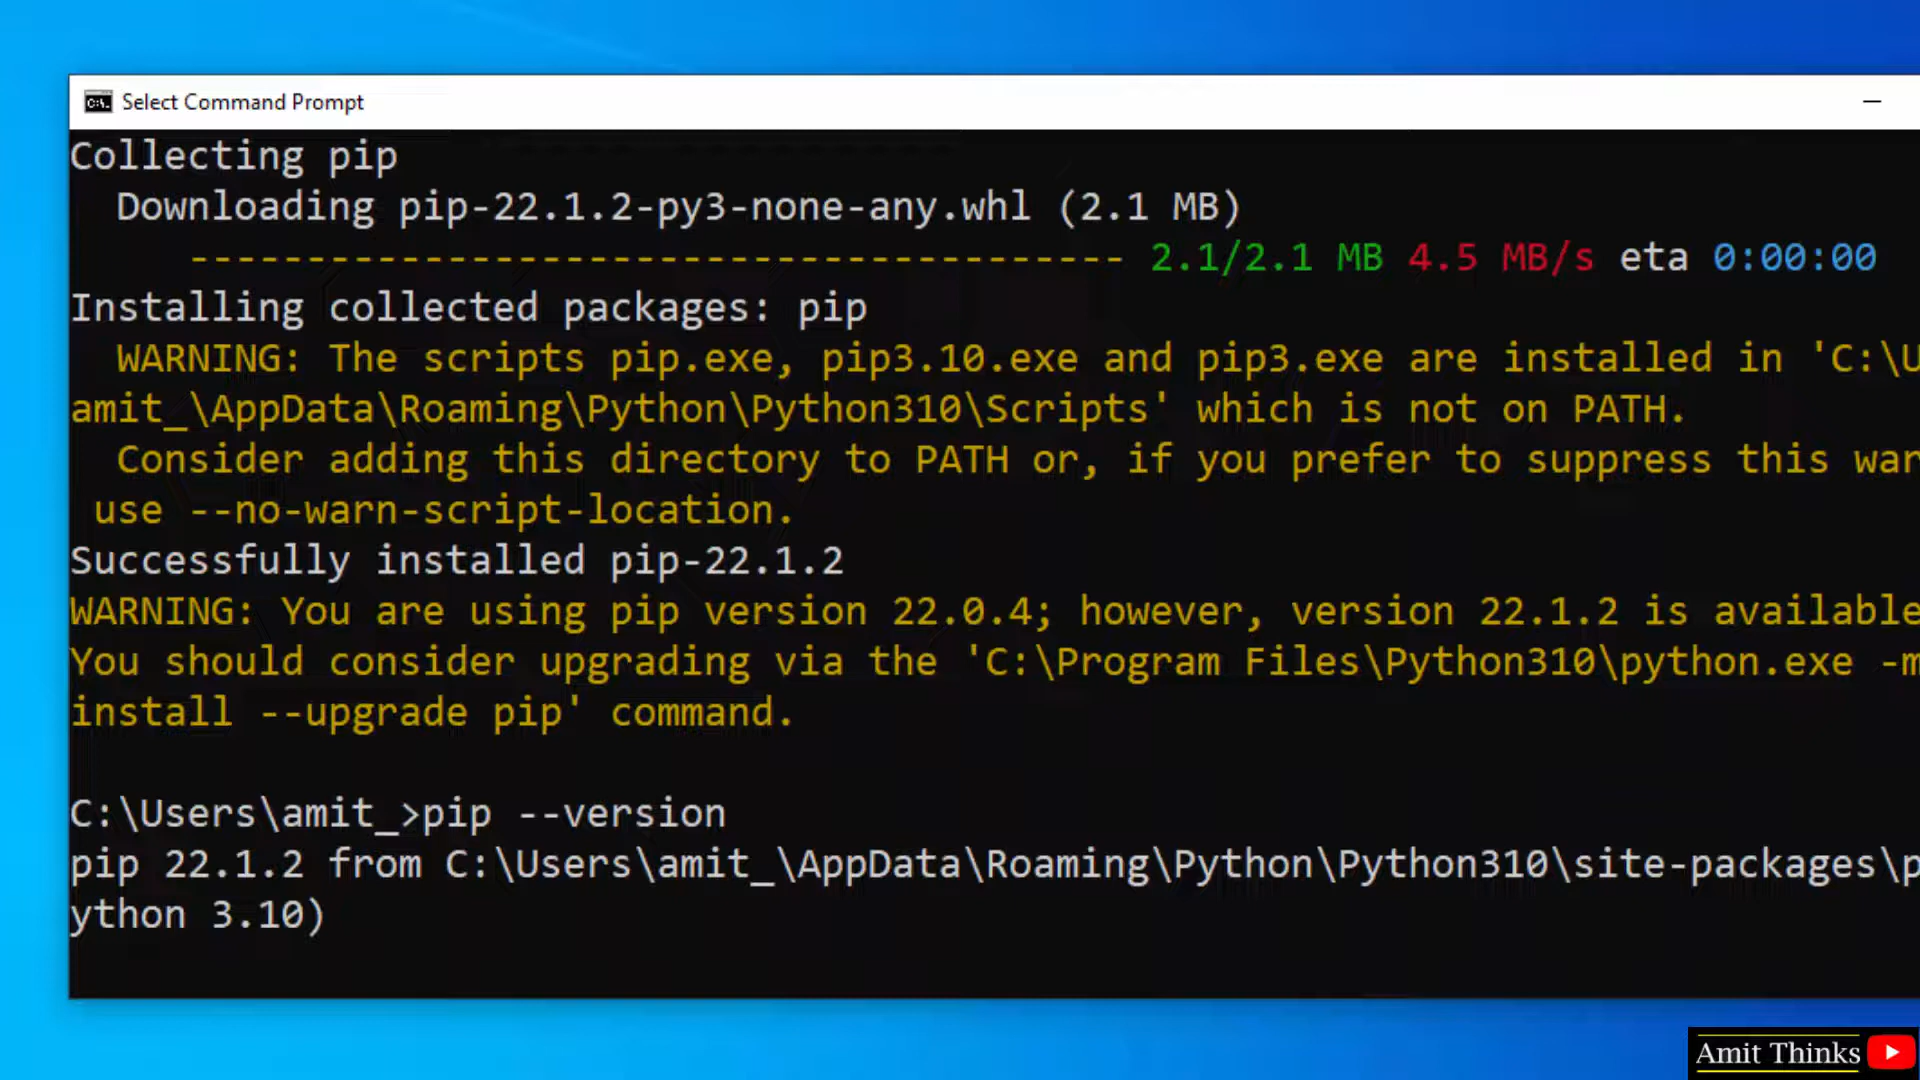 Select Command Prompt
Collecting pip
Downloading pip-22.1.2-py3-none-any.whl (2.1 MB)
---------------------------------------- 2.1/2.1 MB 4.5 MB/s eta 0:00:00
Installing collected packages: pip
WARNING: The scripts pip.exe, pip3.10.exe and pip3.exe are installed in 'C:\U
amit_\AppData\Roaming\Python\Python310\Scripts' which is not on PATH.
Consider adding this directory to PATH or, if you prefer to suppress this war
use --no-warn-script-location.
Successfully installed pip-22.1.2
WARNING: You are using pip version 22.0.4; however, version 22.1.2 is available
You should consider upgrading via the 'C:\Program Files\Python310\python.exe -m
install --upgrade pip' command.
C:\Users\amit_>pip --version
pip 22.1.2 from C:\Users\amit_\AppData\Roaming\Python\Python310\site-packages\p
ython 3.10)
Amit Thinks